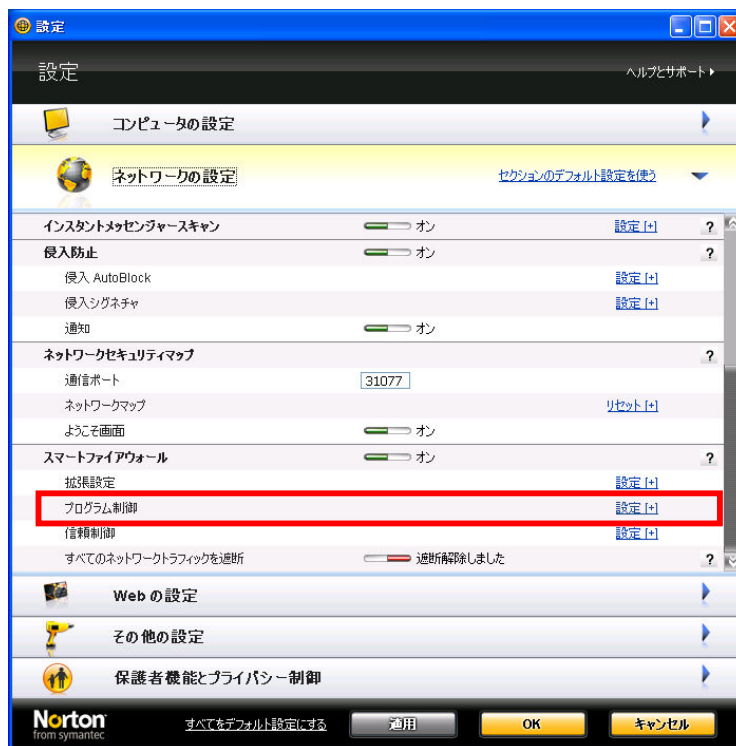 設定
設定 ヘルプとサポート
コンピュータの設定
ネットワークの設定 セクションのデフォルト設定を使う
インスタントメッセンジャースキャン オン 設定 [+] ?
侵入防止 オン ?
侵入 AutoBlock 設定 [+]
侵入シグネチャ 設定 [+]
通知 オン
ネットワークセキュリティマップ ?
通信ポート 31077
ネットワークマップ リセット [+]
ようこそ画面 オン
スマートファイアウォール オン ?
拡張設定 設定 [+]
プログラム制御 設定 [+]
信頼制御 設定 [+]
すべてのネットワークトラフィックを遮断 遮断解除しました ?
Web の設定
その他の設定
保護者機能とプライバシー制御
Norton
from symantec
すべてをデフォルト設定にする 適用 OK キャンセル